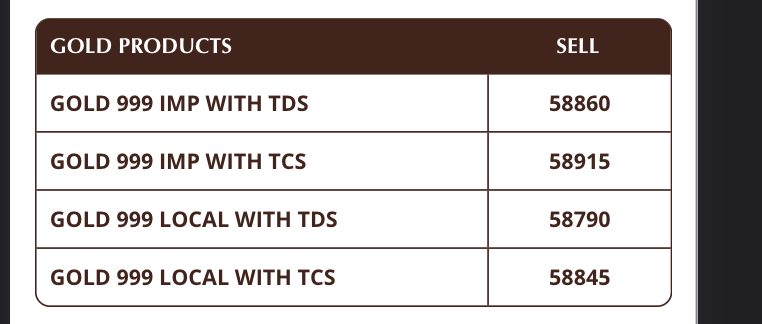 GOLD PRODUCTS SELL
GOLD 999 IMP WITH TDS 58860
GOLD 999 IMP WITH TCS 58915
GOLD 999 LOCAL WITH TDS 58790
GOLD 999 LOCAL WITH TCS 58845